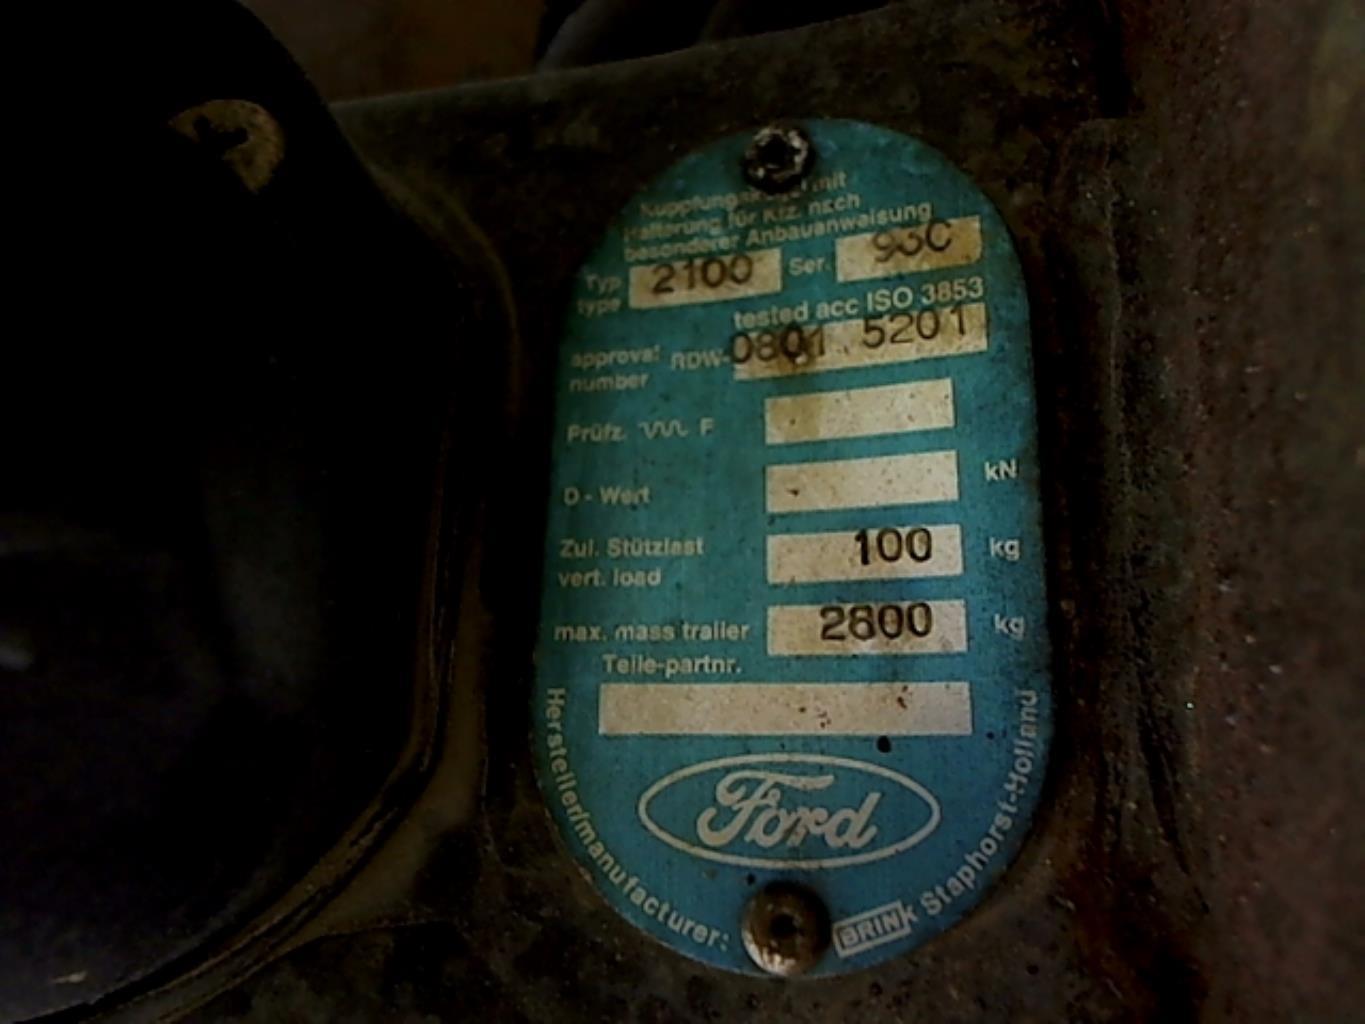 Kupplungskugel mit
Halterung für Kfz. nach
besonderer Anbauanweisung
Typ type 2100 Ser. 93C
tested acc ISO 3853
approval number RDW-0801 5201
Prüfz. F
D - Wert kN
Zul. Stützlast vert. load 100 kg
max. mass trailer 2800 kg
Teile-partnr.
Ford
Hersteller/manufacturer: BRINK Staphorst-Holland